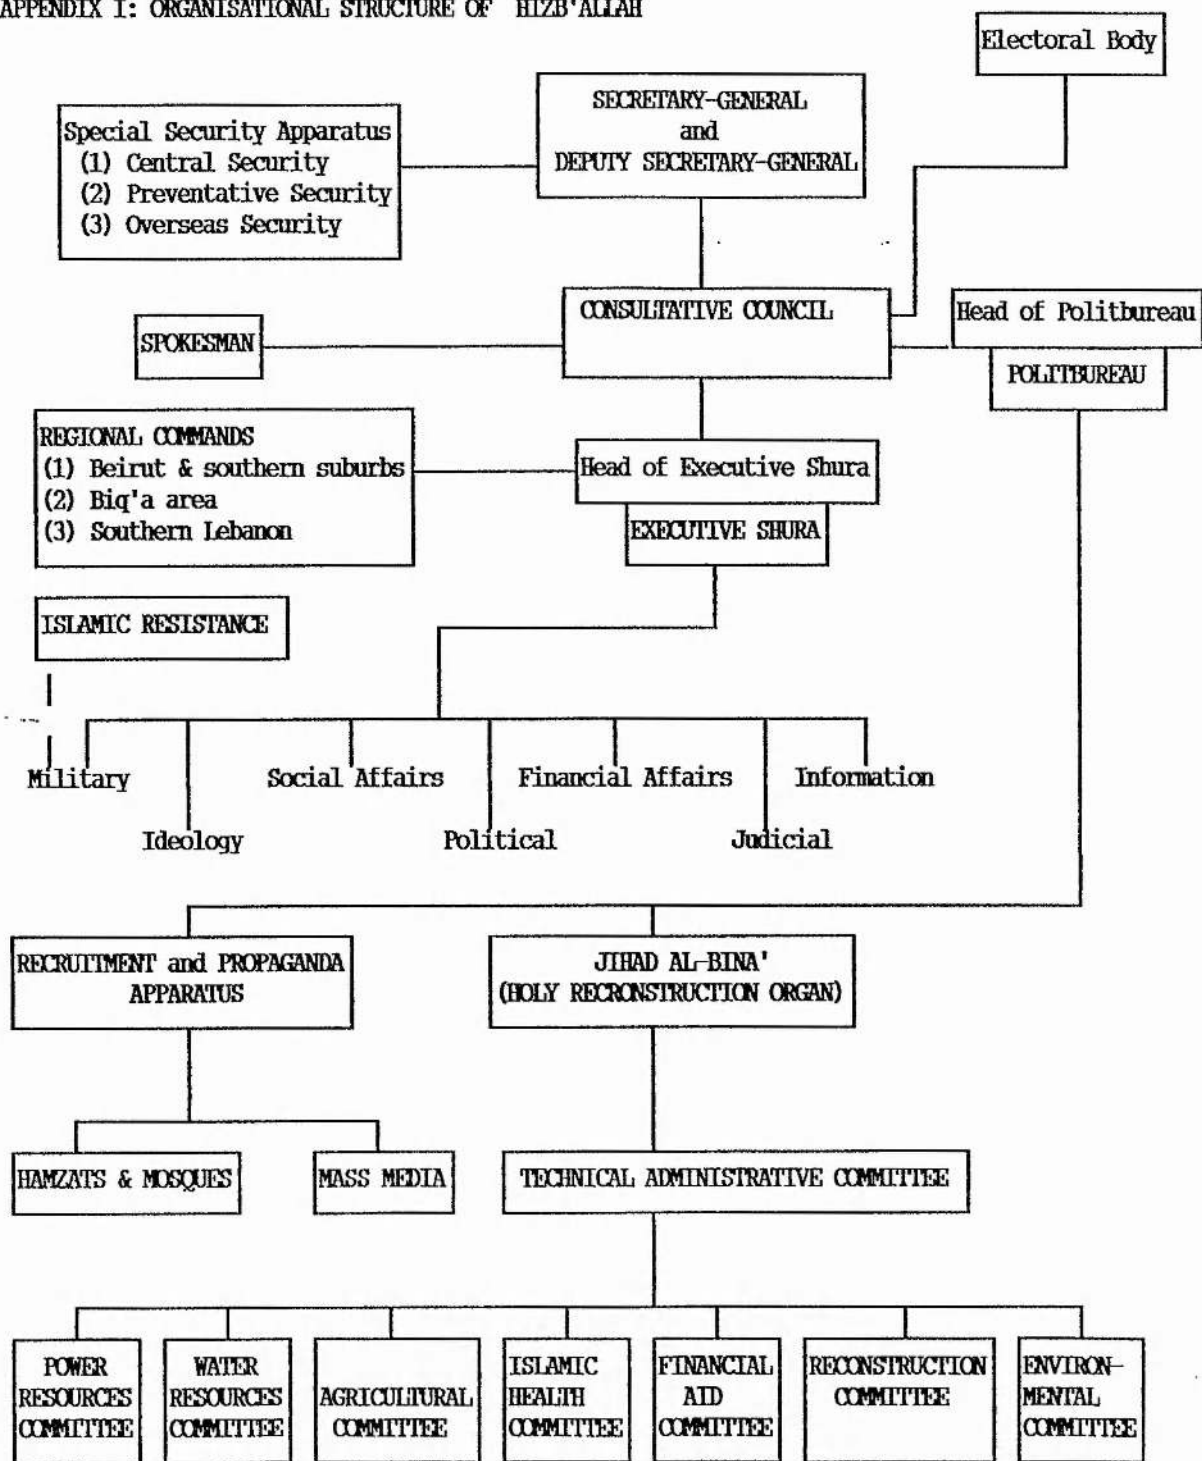 APPENDIX I: ORGANISATIONAL STRUCTURE OF HIZB'ALLAH
Electoral Body
SECRETARY-GENERAL
and
DEPUTY SECRETARY-GENERAL
Special Security Apparatus
(1) Central Security
(2) Preventative Security
(3) Overseas Security
CONSULTATIVE COUNCIL
Head of Politbureau
POLITBUREAU
SPOKESMAN
REGIONAL COMMANDS
(1) Beirut & southern suburbs
(2) Biq'a area
(3) Southern Lebanon
Head of Executive Shura
EXECUTIVE SHURA
ISLAMIC RESISTANCE
Military
Social Affairs
Financial Affairs
Information
Ideology
Political
Judicial
RECRUITMENT and PROPAGANDA
APPARATUS
JIHAD AL-BINA'
(HOLY RECRONSTRUCTION ORGAN)
HAMZATS & MOSQUES
MASS MEDIA
TECHNICAL ADMINISTRATIVE COMMITTEE
POWER
RESOURCES
COMMITTEE
WATER
RESOURCES
COMMITTEE
AGRICULTURAL
COMMITTEE
ISLAMIC
HEALTH
COMMITTEE
FINANCIAL
AID
COMMITTEE
RECONSTRUCTION
COMMITTEE
ENVIRON-
MENTAL
COMMITTEE